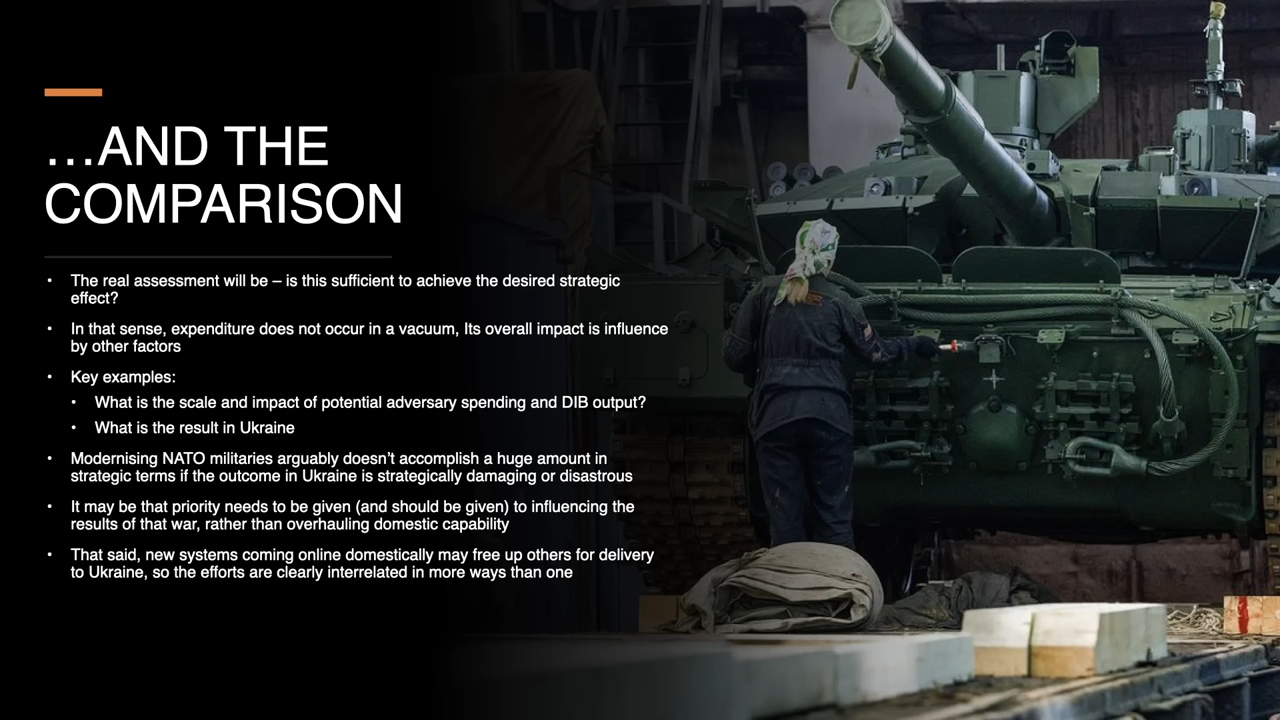 …AND THE
COMPARISON
• The real assessment will be – is this sufficient to achieve the desired strategic
effect?
• In that sense, expenditure does not occur in a vacuum, Its overall impact is influence
by other factors
• Key examples:
• What is the scale and impact of potential adversary spending and DIB output?
• What is the result in Ukraine
• Modernising NATO militaries arguably doesn’t accomplish a huge amount in
strategic terms if the outcome in Ukraine is strategically damaging or disastrous
• It may be that priority needs to be given (and should be given) to influencing the
results of that war, rather than overhauling domestic capability
• That said, new systems coming online domestically may free up others for delivery
to Ukraine, so the efforts are clearly interrelated in more ways than one